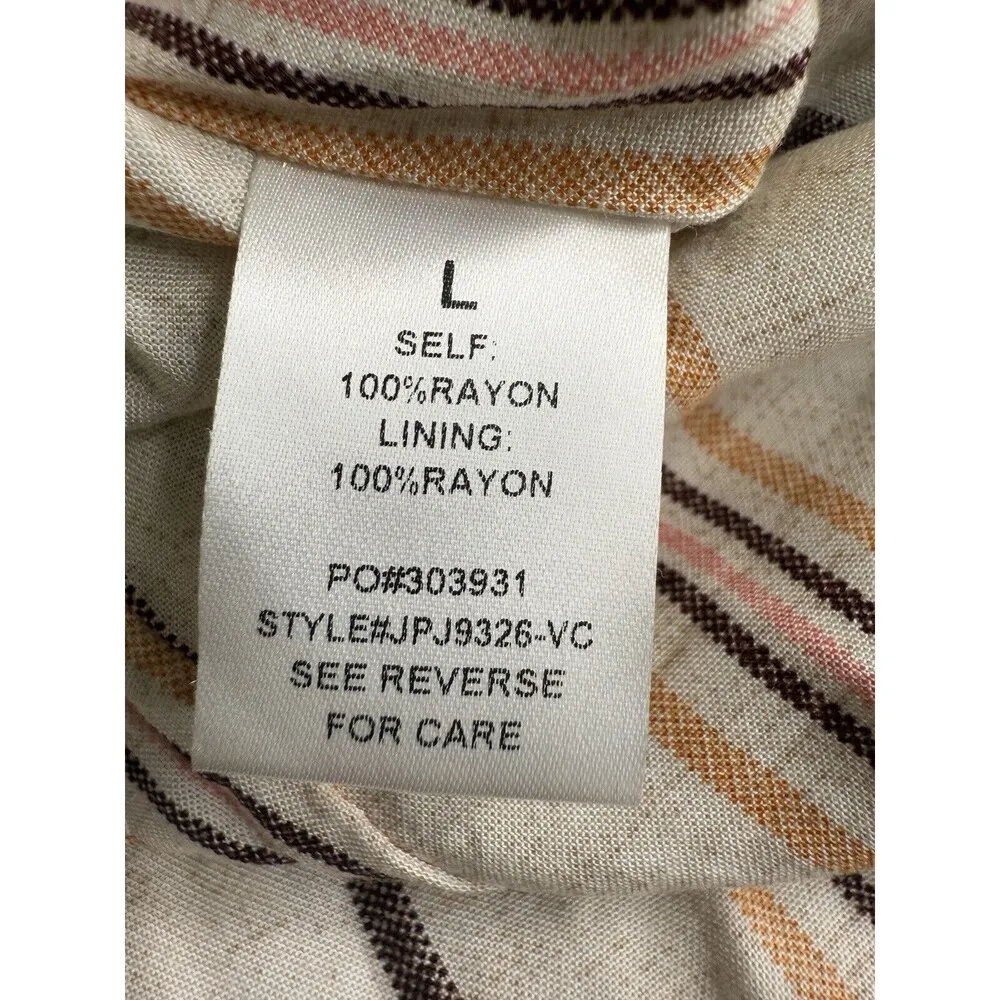 L
SELF:
100%RAYON
LINING:
100%RAYON
PO#303931
STYLE#JPJ9326-VC
SEE REVERSE
FOR CARE